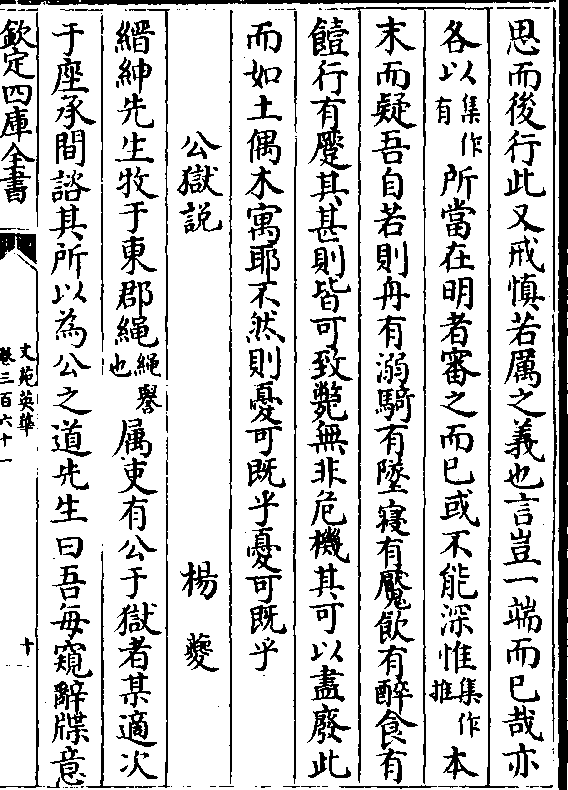 思而後行此又戒慎若厲之義也言豈一端而已哉亦
各以集作有所當在明者審之而已或不能深惟集作推本
末而疑吾自若則舟有溺騎有墜寢有魘飲有醉食有
饐行有蹷其甚則皆可致斃無非危機其可以盡廢此
而如土偶木寓耶不然則憂可既乎憂可既乎
公獄説　楊夔
縉紳先生牧于東郡繩繩譽也属吏有公于獄者某適次
于座承間諮其所以為公之道先生曰吾每窺辭牒意
欽定四庫全書
文苑英華
卷三百六十一
十